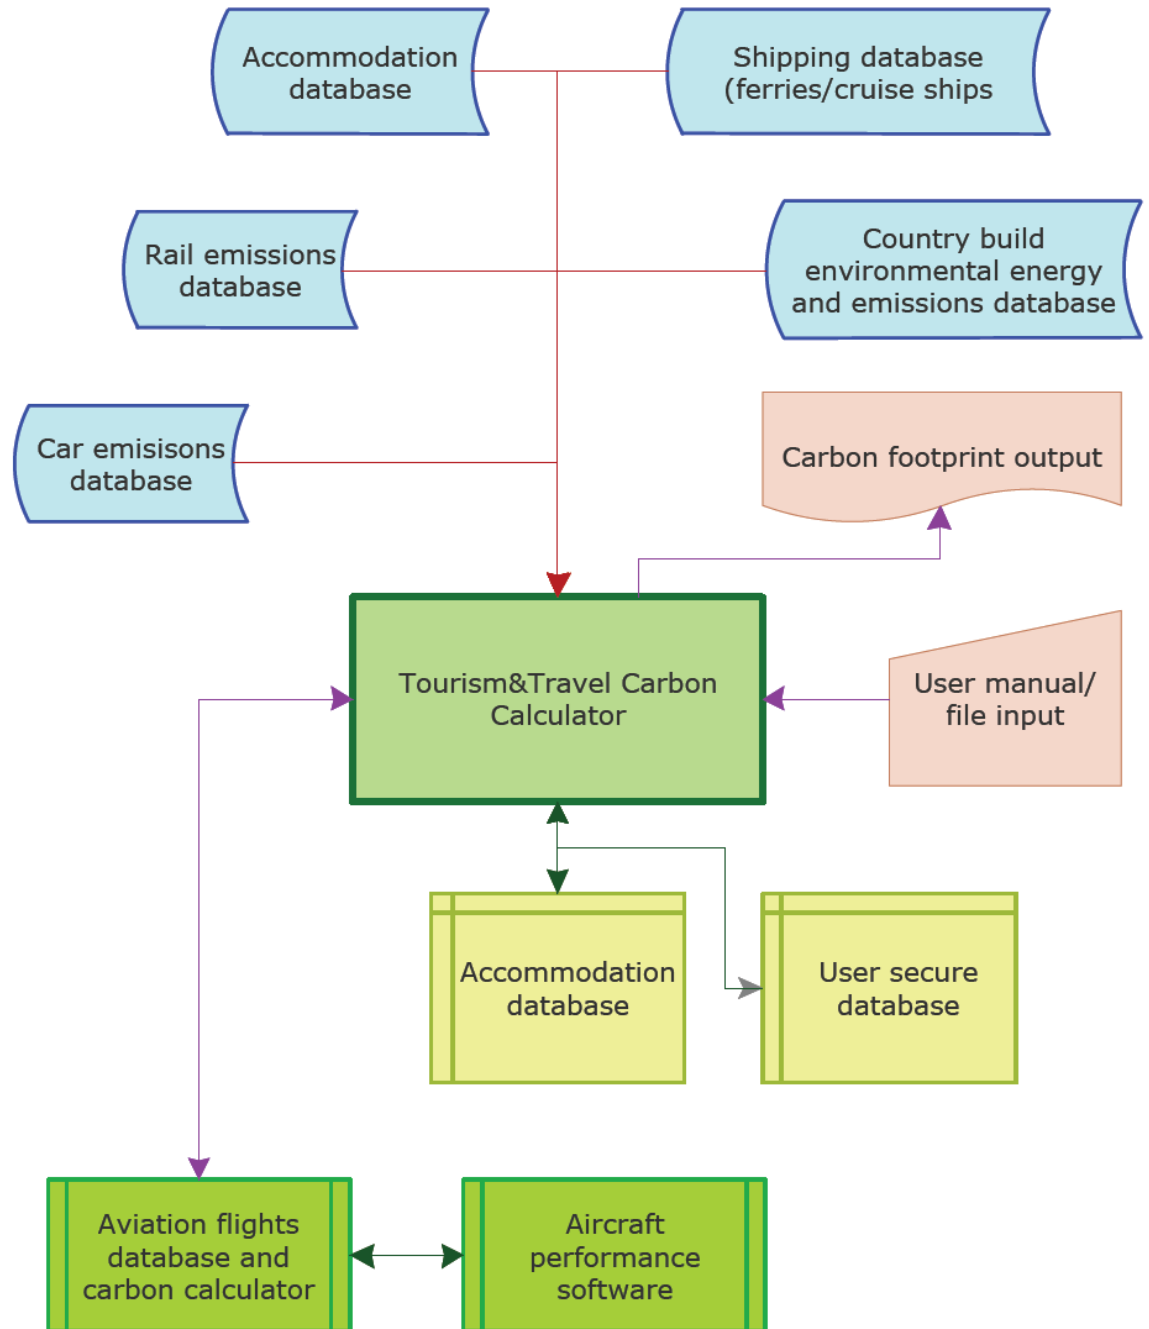 Accommodation
database
Shipping database
(ferries/cruise ships
Rail emissions
database
Country build
environmental energy
and emissions database
Car emisisons
database
Carbon footprint output
Tourism&Travel Carbon
Calculator
User manual/
file input
Accommodation
database
User secure
database
Aviation flights
database and
carbon calculator
Aircraft
performance
software